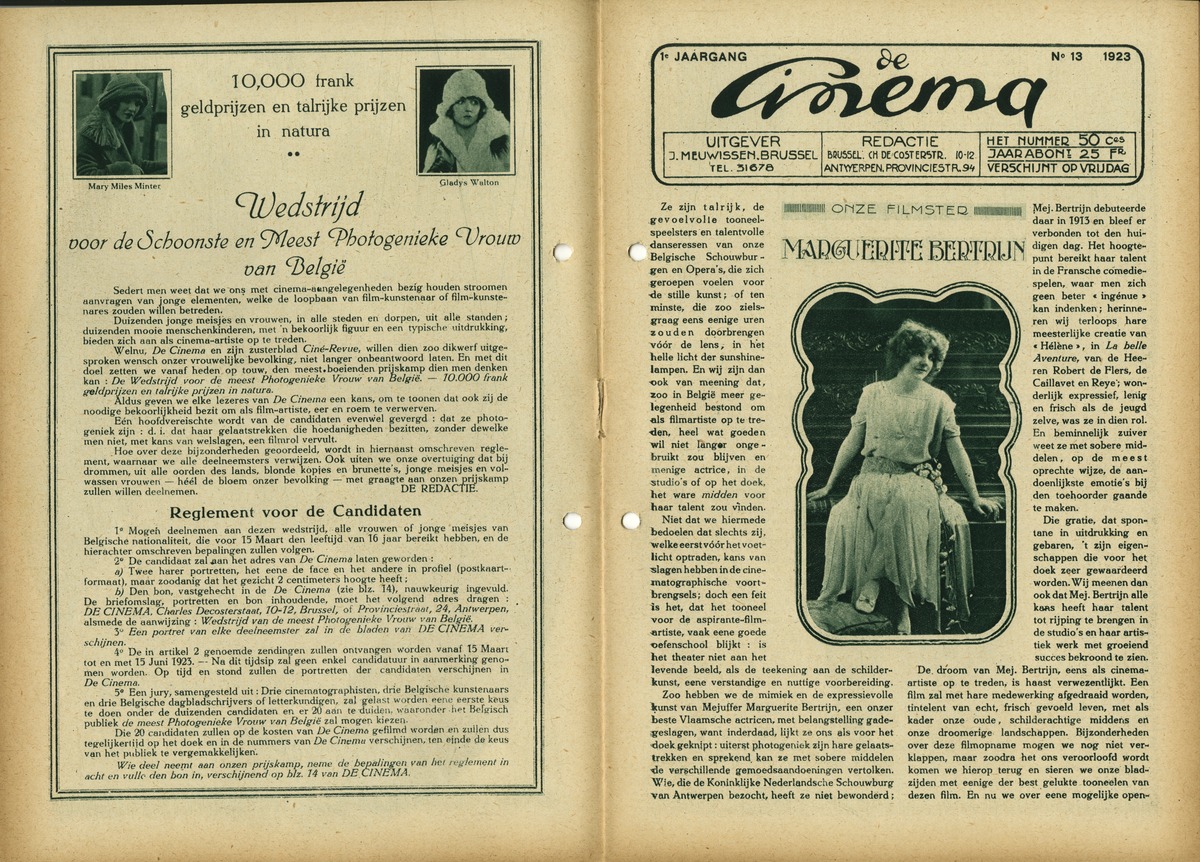 10,000 frank
geldprijzen en talrijke prijzen
in natura
Mary Miles Minter
Gladys Walton
Wedstrijd
voor de Schoonste en Meest Photogenieke Vrouw
van België
Sedert men weet dat we ons met cinema-aangelegenheden bezig houden stroomen
aanvragen van jonge elementen, welke de loopbaan van film-kunstenaar of film-kunste-
nares zouden willen betreden.
Duizenden jonge meisjes en vrouwen, in alle steden en dorpen, uit alle standen;
duizenden mooie menschenkinderen, met 'n bekoorlijk figuur en een typische uitdrukking,
bieden zich aan als cinema-artiste op te treden.
Welnu, De Cinema en zijn zusterblad Ciné-Revue, willen dien zoo dikwerf uitge-
sproken wensch onzer vrouwelijke bevolking, niet langer onbeantwoord laten. En met dit
doel zetten we vanaf heden op touw, den meest boeienden prijskamp dien men denken
kan : De Wedstrijd voor de meest Photogenieke Vrouw van België. — 10.000 frank
geldprijzen en talrijke prijzen in natura.
Aldus geven we elke lezeres van De Cinema een kans, om te toonen dat ook zij de
noodige bekoorlijkheid bezit om als film-artiste, eer en roem te verwerven.
Eén hoofdvereischte wordt van de candidaten evenwel gevergd : dat ze photo-
geniek zijn : d. i. dat haar gelaatstrekken die hoedanigheden bezitten, zonder dewelke
men niet, met kans van welslagen, een filmrol vervult.
Hoe over deze bijzonderheden geoordeeld, wordt in hieraast omschreven regle-
ment, waarnaar we alle deelneemsters verwijzen. Ook uiten we onze overtuiging dat bij
drommen, uit alle oorden des lands, blonde kopjes en brunette's, jonge meisjes en vol-
wassen vrouwen — héél de bloem onzer bevolking — met graagte aan onzen prijskamp
zullen willen deelnemen.
DE REDACTIE.
Reglement voor de Candidaten
1° Mogen deelnemen aan dezen wedstrijd, alle vrouwen of jonge meisjes van
Belgische nationaliteit, die voor 15 Maart den leeftijd van 16 jaar bereikt hebben, en de
hierachter omschreven bepalingen zullen volgen.
2° De candidaat zal aan het adres van De Cinema laten geworden :
a) Twee harer portretten, het eene de face en het andere in profiel (postkaart-
formaat), maar zoodanig dat het gezicht 2 centimeters hoogte heeft ;
b) Den bon, vastgehecht in de De Cinema (zie blz. 14), nauwkeurig ingevuld.
De briefomslag, portretten en bon inhoudende, moet het volgend adres dragen :
DE CINEMA, Charles Decosterstaat, 10-12, Brussel, of Provinciestraat, 24, Antwerpen,
alsmede de aanwijzing : Wedstrijd van de meest Photogenieke Vrouw van België.
3° Een portret van elke deelneemster zal in de bladen van DE CINEMA ver-
schijnen.
4° De in artikel 2 genoemde zendingen zullen ontvangen worden vanaf 15 Maart
tot en met 15 Juni 1923. — Na dit tijdsip zal geen enkel candidatuur in aanmerking geno-
men worden. Op tijd en stond zullen de portretten der candidaten verschijnen in
De Cinema.
5° Een jury, samengesteld uit : Drie cinematographisten, drie Belgische kunstenaars
en drie Belgische dagbladschrijvers of letterkundigen, zal gelast worden eene eerste keus
te doen onder de duizenden candidaten en er 20 aan te duiden, waaronder het Belgisch
publiek de meest Photogenieke Vrouw van België zal mogen kiezen.
Die 20 candidaten zullen op de kosten van De Cinema gefilmd worden en zullen dus
tegelijkertijd op het doek en in de nummers van De Cinema verschijnen, ten einde de keus
van het publiek te vergemakkelijken.
Wie deel neemt aan onzen prijskamp, neme de bepalingen van het reglement in
acht en vulle den bon in, verschijnend op blz. 14 van DE CINEMA.
1e JAARGANG
No 13 1923
de Cinema
UITGEVER
J. MEUWISSEN. BRUSSEL
TEL. 31678
REDACTIE
BRUSSEL. CH DE COSTERSTR. 10-12
ANTWERPEN. PROVINCIESTR. 94
HET NUMMER 50 Ces
JAARABONT 25 FR.
VERSCHIJNT OP VRIJDAG
Ze zijn talrijk, de
gevoelvolle tooneel-
speelsters en talentvolle
danseressen van onze
Belgische Schouwbur-
gen en Opera's, die zich
geroepen voelen voor
de stille kunst; of ten
minste, die zoo ziels-
graag eens eenige uren
zouden doorbrengen
vóór de lens, in het
helle licht der sunshine-
lampen. En wij zijn dan
ook van meening dat,
zoo in België meer ge-
legenheid bestond om
als filmartiste op te tre-
den, heel wat goeden
wil niet langer onge-
bruikt zou blijven en
menige actrice, in de
studio's of op het doek,
het ware midden voor
haar talent zou vinden.
Niet dat we hiermede
bedoelen dat slechts zij,
welke eerst vóór het voet-
licht optraden, kans van
slagen hebben in de cine-
matographische voort-
brengsels; doch een feit
is het, dat het tooneel
voor de aspirante-film-
artiste, vaak eene goede
oefenschool blijkt : is
het theater niet aan het
levende beeld, als de teekening aan de schilder-
kunst, eene verstandige en nuttige voorbereiding.
Zoo hebben we de mimiek en de expressievolle
kunst van Mejuffer Marguerite Bertrijn, een onzer
beste Vlaamsche actricen, met belangstelling gade-
geslagen, want inderdaad, lijkt ze ons als voor het
doek geknipt : uiterst photogeniek zijn hare gelaats-
trekken en sprekend kan ze met sobere middelen
de verschillende gemoedsaandoeningen vertolken.
Wie, die de Koninklijke Nederlandsche Schouwburg
van Antwerpen bezocht, heeft ze niet bewonderd ;
ONZE FILMSTER
MARGUERITE BERTRIJN
Mej. Bertrijn debuteerde
daar in 1913 en bleef er
verbonden tot den hui-
digen dag. Het hoogte-
punt bereikt haar talent
in de Fransche comedie-
spelen, waar men zich
geen beter « ingénue »
kan indenken; herinne-
ren wij terloops hare
meesterlijke creatie van
« Hélène », in La belle
Aventure, van de Hee-
ren Robert de Flers, de
Caillavet en Reye; won-
derlijk expressief, lenig
en frisch als de jeugd
zelve, was ze in dien rol.
En beminnelijk zuiver
weet ze met sobere mid-
delen, op de meest
oprechte wijze, de aan-
doenlijkste emotie's bij
den toehoorder gaande
te maken.
Die gratie, dat spon-
tane in uitdrukking en
gebaren, 't zijn eigen-
schappen die voor het
doek zeer gewaardeerd
worden. Wij meenen dan
ook dat Mej. Bertrijn alle
kans heeft haar talent
tot rijping te brengen in
de studio's en haar artis-
tiek werk met groeiend
succes bekroond te zien.
De droom van Mej. Bertrijn, eens als cinema-
artiste op te treden, is haast verwezentlijkt. Een
film zal met hare medewerking afgedraaid worden,
tintelent van echt, frisch gevoeld leven, met als
kader onze oude, schilderachtige middens en
onze droomerige landschappen. Bijzonderheden
over deze filmopname mogen we nog niet ver-
klappen, maar zoodra het ons veroorloofd wordt
komen we hierop terug en sieren we onze blad-
zijden met eenige der best gelukte tooneelen van
dezen film. En nu we over eene mogelijke open-